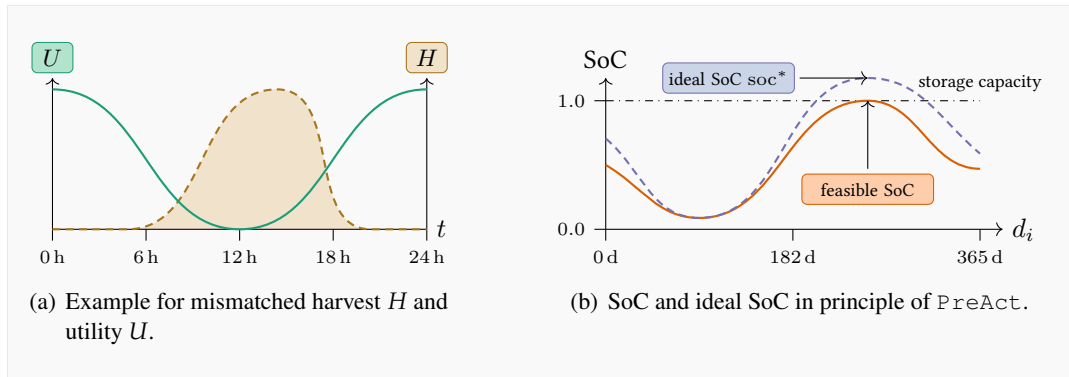 U
H
t
0 h
6 h
12 h
18 h
24 h
(a) Example for mismatched harvest H and
utility U.
SoC
ideal SoC soc*
storage capacity
1.0
feasible SoC
0.0
d_i
0 d
182 d
365 d
(b) SoC and ideal SoC in principle of PreAct.